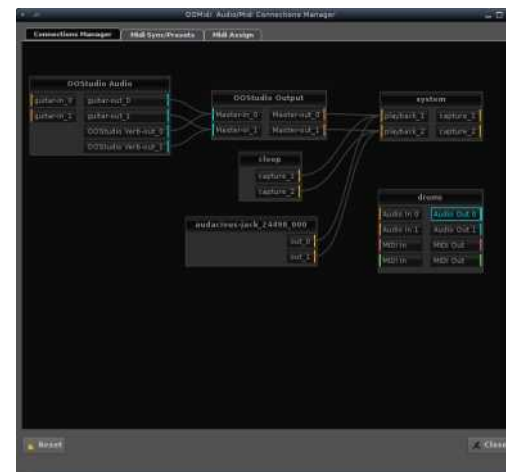 OOMidi: Audio/Midi Connections Manager
Connections Manager Midi Sync/Presets Midi Assign
OOStudio Audio
guitar-in_0 guitar-out_0
guitar-in_1 guitar-out_1
OOStudio Verb-out_0
OOStudio Verb-out_1
OOStudio Output
Master-in_0 Master-out_0
Master-in_1 Master-out_1
system
playback_1 capture_1
playback_2 capture_2
cloop
capture_1
capture_2
drums
Audio In 0 Audio Out 0
Audio In 1 Audio Out 1
MIDI In MIDI Out
MIDI In MIDI Out
audacious-jack_24498_000
out_0
out_1
Reset
Close